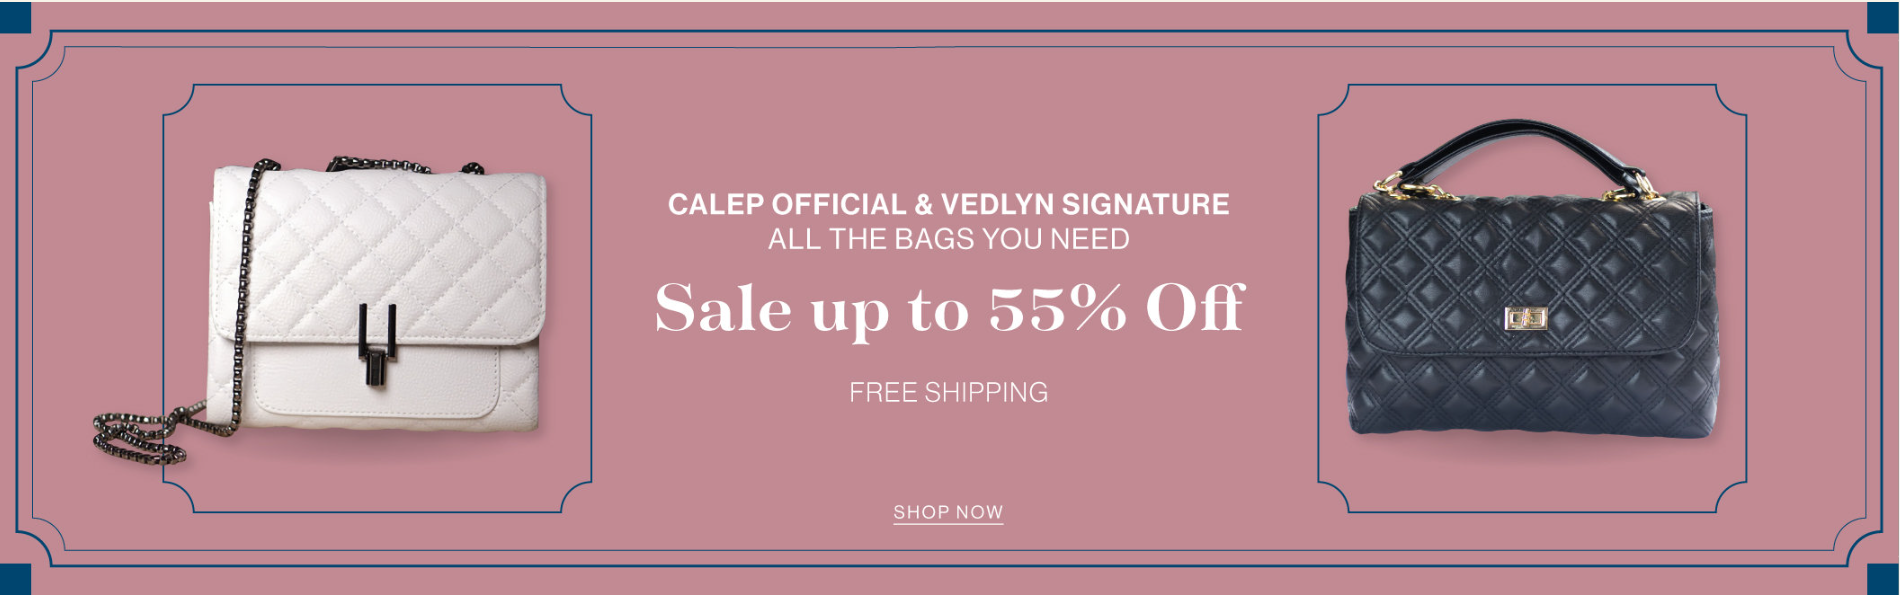 CALEP OFFICIAL & VEDLYN SIGNATURE
ALL THE BAGS YOU NEED
Sale up to 55% Off
FREE SHIPPING
SHOP NOW